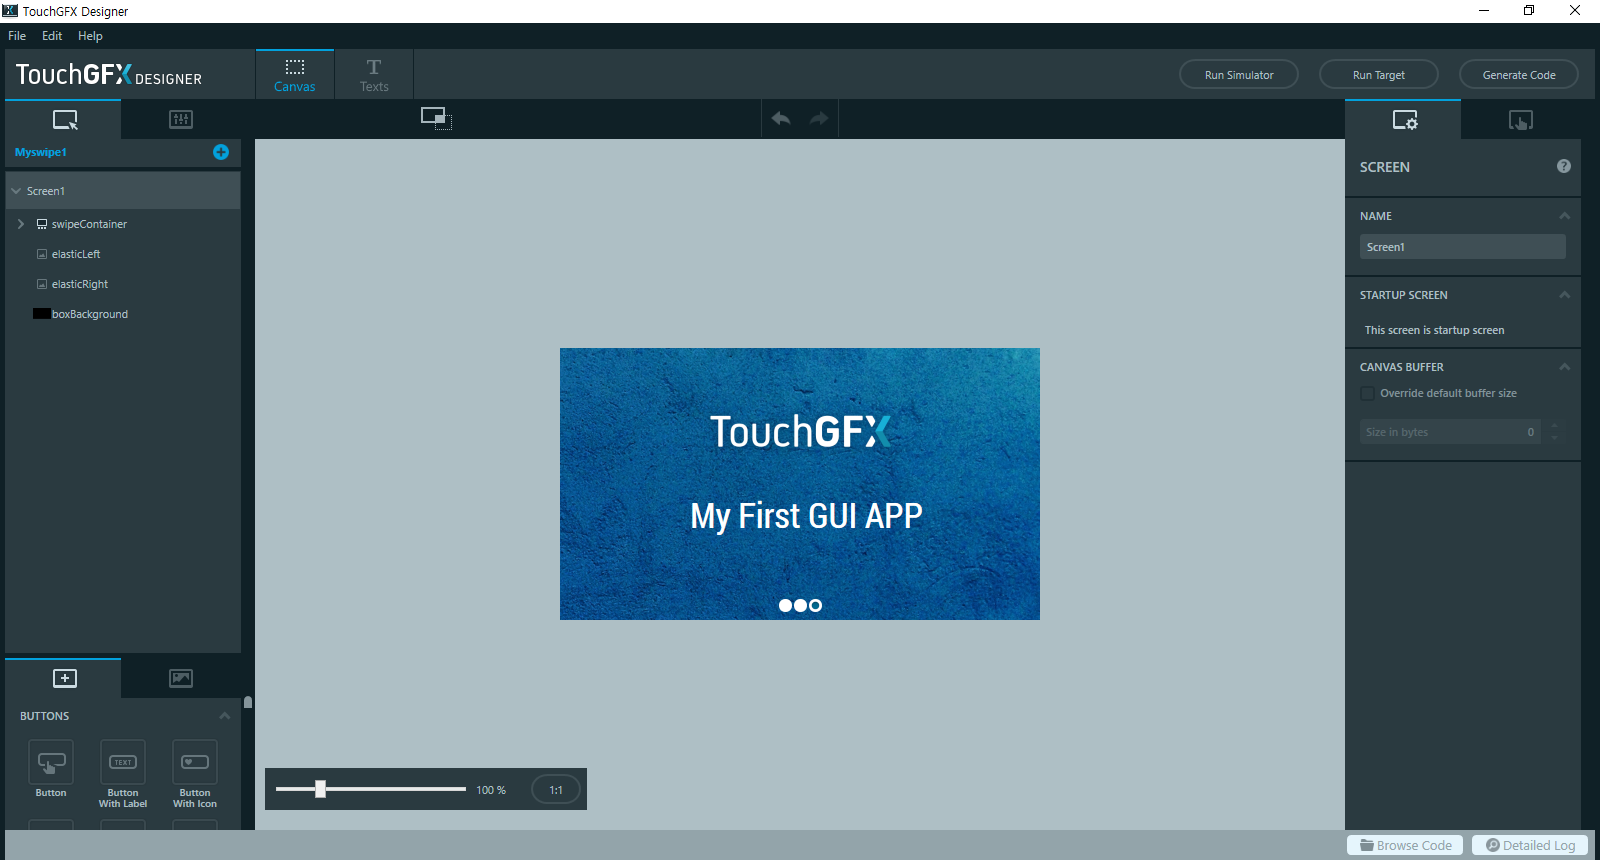 TouchGFX Designer
File Edit Help
TouchGFX DESIGNER
Canvas
Texts
Run Simulator
Run Target
Generate Code
Myswipe1
Screen1
swipeContainer
elasticLeft
elasticRight
boxBackground
BUTTONS
TEXT
Button
Button
With Label
Button
With Icon
TouchGFX
My First GUI APP
100 %
1:1
SCREEN
NAME
Screen1
STARTUP SCREEN
This screen is startup screen
CANVAS BUFFER
Override default buffer size
Size in bytes 0
Browse Code
Detailed Log